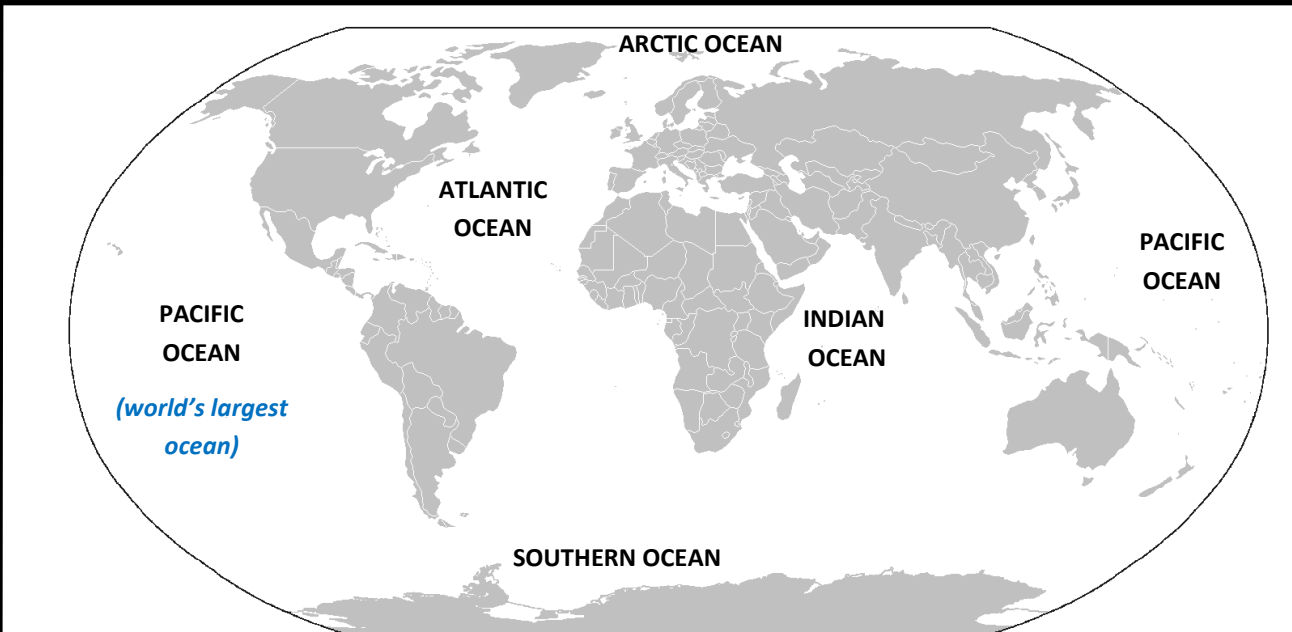 ARCTIC OCEAN
ATLANTIC
OCEAN
PACIFIC
OCEAN
PACIFIC
OCEAN
(world’s largest
ocean)
INDIAN
OCEAN
SOUTHERN OCEAN